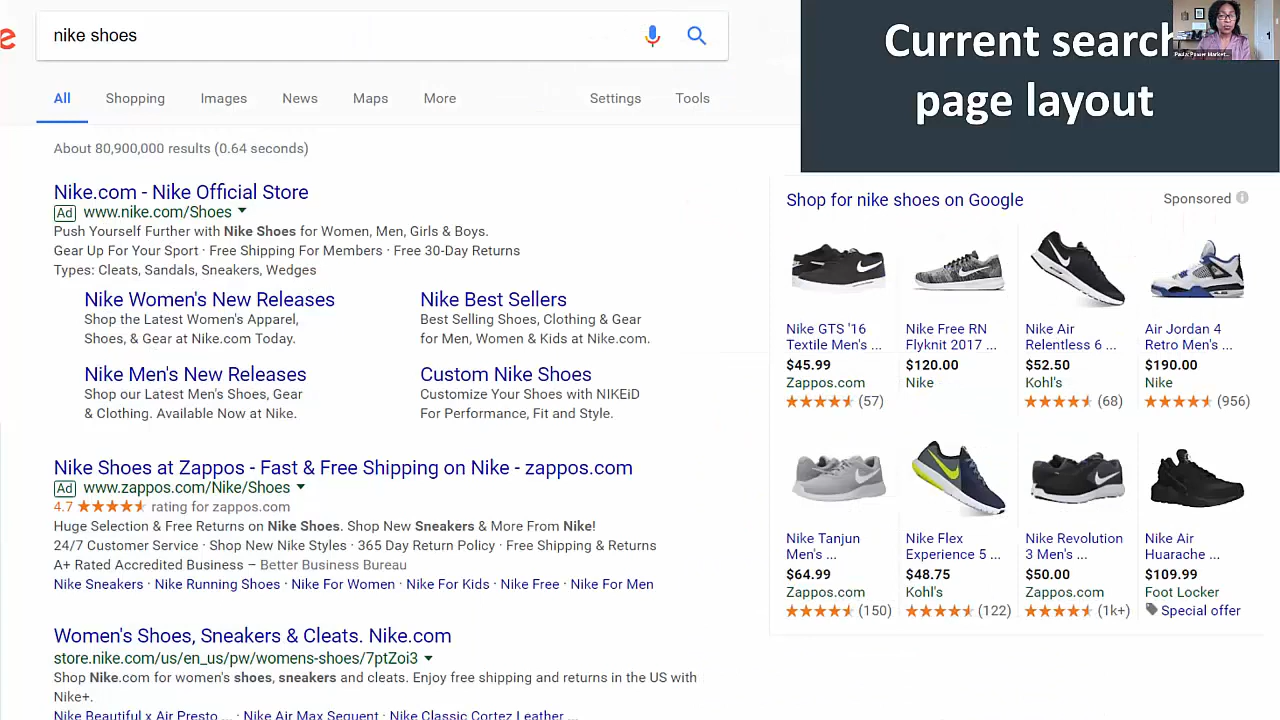 e
nike shoes
All Shopping Images News Maps More Settings Tools
About 80,900,000 results (0.64 seconds)
Nike.com - Nike Official Store
Ad www.nike.com/Shoes
Push Yourself Further with Nike Shoes for Women, Men, Girls & Boys.
Gear Up For Your Sport · Free Shipping For Members · Free 30-Day Returns
Types: Cleats, Sandals, Sneakers, Wedges
Nike Women's New Releases
Shop the Latest Women's Apparel,
Shoes, & Gear at Nike.com Today.
Nike Best Sellers
Best Selling Shoes, Clothing & Gear
for Men, Women & Kids at Nike.com.
Nike Men's New Releases
Shop our Latest Men's Shoes, Gear
& Clothing. Available Now at Nike.
Custom Nike Shoes
Customize Your Shoes with NIKEiD
For Performance, Fit and Style.
Nike Shoes at Zappos - Fast & Free Shipping on Nike - zappos.com
Ad www.zappos.com/Nike/Shoes
4.7 rating for zappos.com
Huge Selection & Free Returns on Nike Shoes. Shop New Sneakers & More From Nike!
24/7 Customer Service · Shop New Nike Styles · 365 Day Return Policy · Free Shipping & Returns
A+ Rated Accredited Business – Better Business Bureau
Nike Sneakers · Nike Running Shoes · Nike For Women · Nike For Kids · Nike Free · Nike For Men
Women's Shoes, Sneakers & Cleats. Nike.com
store.nike.com/us/en_us/pw/womens-shoes/7ptZoi3
Shop Nike.com for women's shoes, sneakers and cleats. Enjoy free shipping and returns in the US with
Nike+.
Nike Beautiful x Air Presto ... · Nike Air Max Sequent · Nike Classic Cortez Leather ...
Current search
page layout
Paula: Power Market...
Shop for nike shoes on Google
Sponsored
Nike GTS '16
Textile Men's ...
$45.99
Zappos.com
(57)
Nike Free RN
Flyknit 2017 ...
$120.00
Nike
Nike Air
Relentless 6 ...
$52.50
Kohl's
(68)
Air Jordan 4
Retro Men's ...
$190.00
Nike
(956)
Nike Tanjun
Men's ...
$64.99
Zappos.com
(150)
Nike Flex
Experience 5 ...
$48.75
Kohl's
(122)
Nike Revolution
3 Men's ...
$50.00
Zappos.com
(1k+)
Nike Air
Huarache ...
$109.99
Foot Locker
Special offer